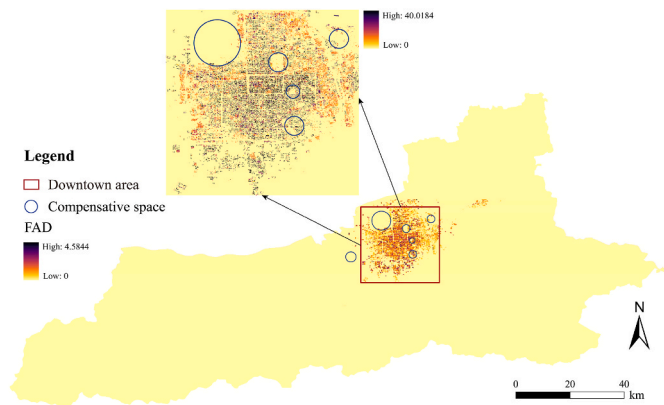 High: 40.0184
Low: 0
Legend
Downtown area
Compensative space
FAD
High: 4.5844
Low: 0
N
0 20 40
km